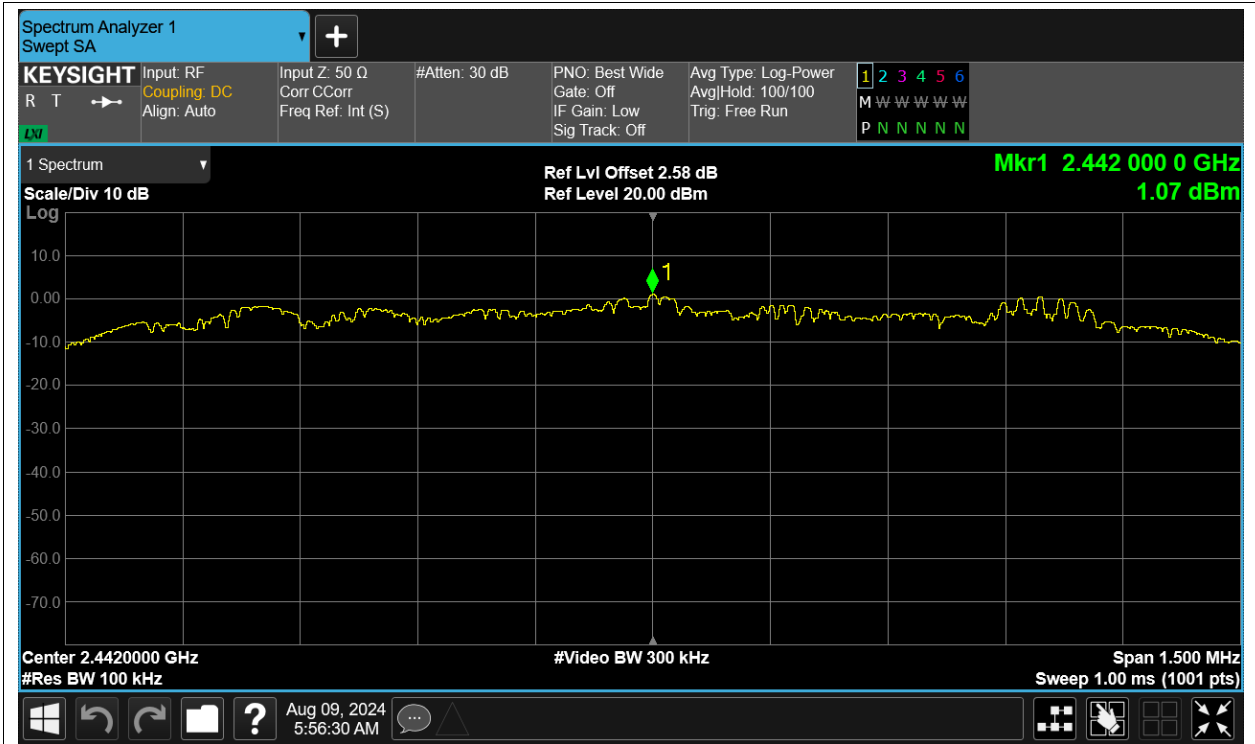 Spectrum Analyzer 1
Swept SA
+
KEYSIGHT
R T
LXI
Input: RF
Coupling: DC
Align: Auto
Input Z: 50 Ω
Corr CCorr
Freq Ref: Int (S)
#Atten: 30 dB
PNO: Best Wide
Gate: Off
IF Gain: Low
Sig Track: Off
Avg Type: Log-Power
Avg|Hold: 100/100
Trig: Free Run
1 2 3 4 5 6
M W W W W W
P N N N N N
1 Spectrum
Scale/Div 10 dB
Log
Ref Lvl Offset 2.58 dB
Ref Level 20.00 dBm
Mkr1 2.442 000 0 GHz
1.07 dBm
1
10.0
0.00
-10.0
-20.0
-30.0
-40.0
-50.0
-60.0
-70.0
Center 2.4420000 GHz
#Res BW 100 kHz
#Video BW 300 kHz
Span 1.500 MHz
Sweep 1.00 ms (1001 pts)
?
Aug 09, 2024
5:56:30 AM